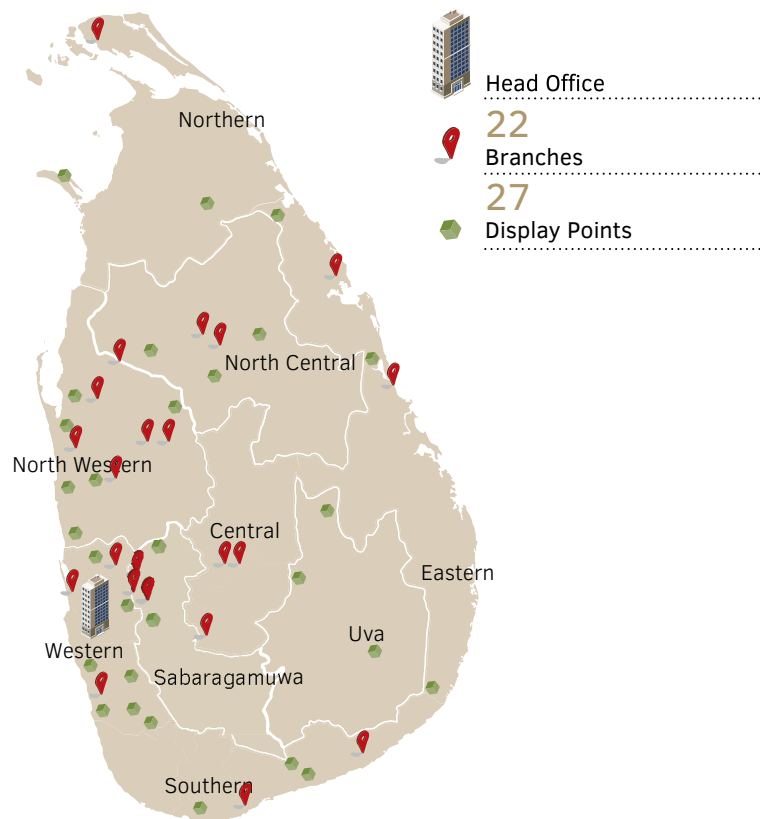 Head Office
22
Branches
27
Display Points
Northern
North Central
North Western
Central
Eastern
Uva
Western
Sabaragamuwa
Southern